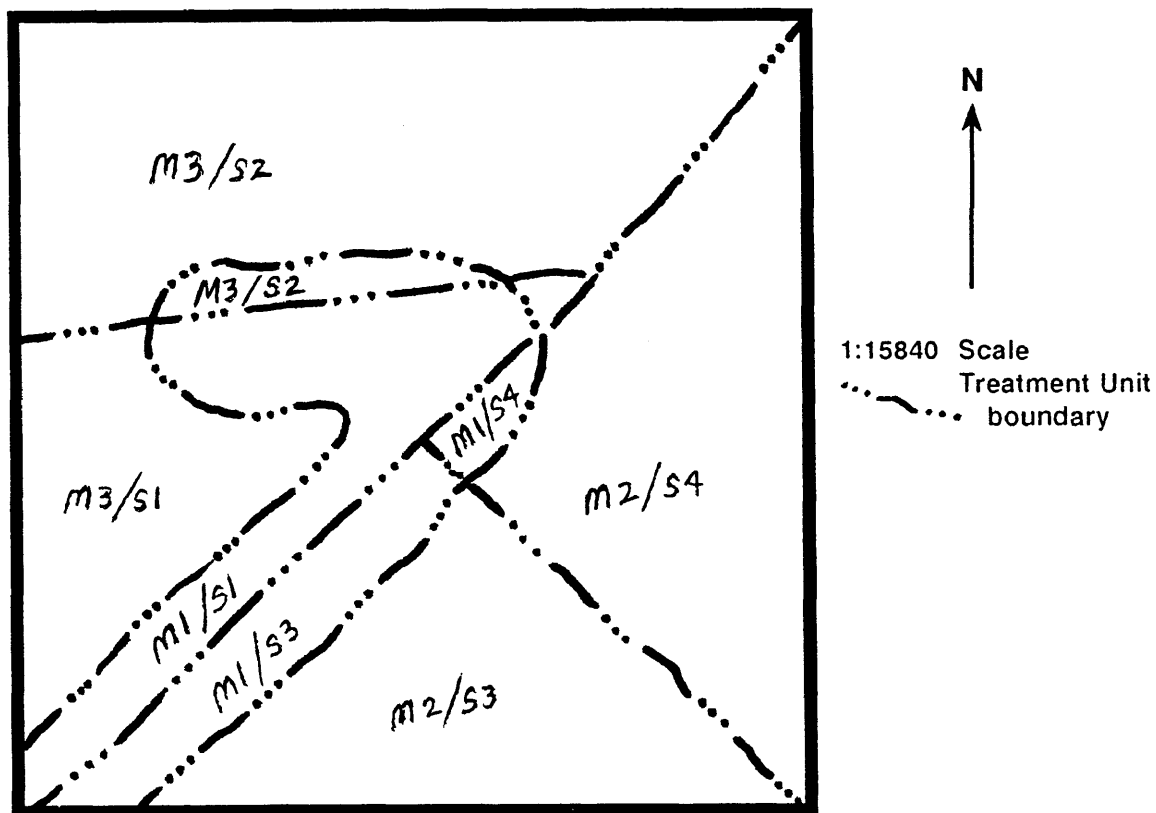 M3/S2
N
M3/S2
1:15840 Scale
Treatment Unit
boundary
M1/S4
M3/S1
M2/S4
M1/S1
M1/S3
M2/S3